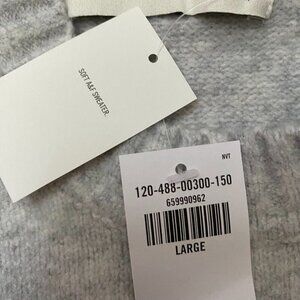 SOFT A&F SWEATER.
NVT
120-488-00300-150
659990962
LARGE